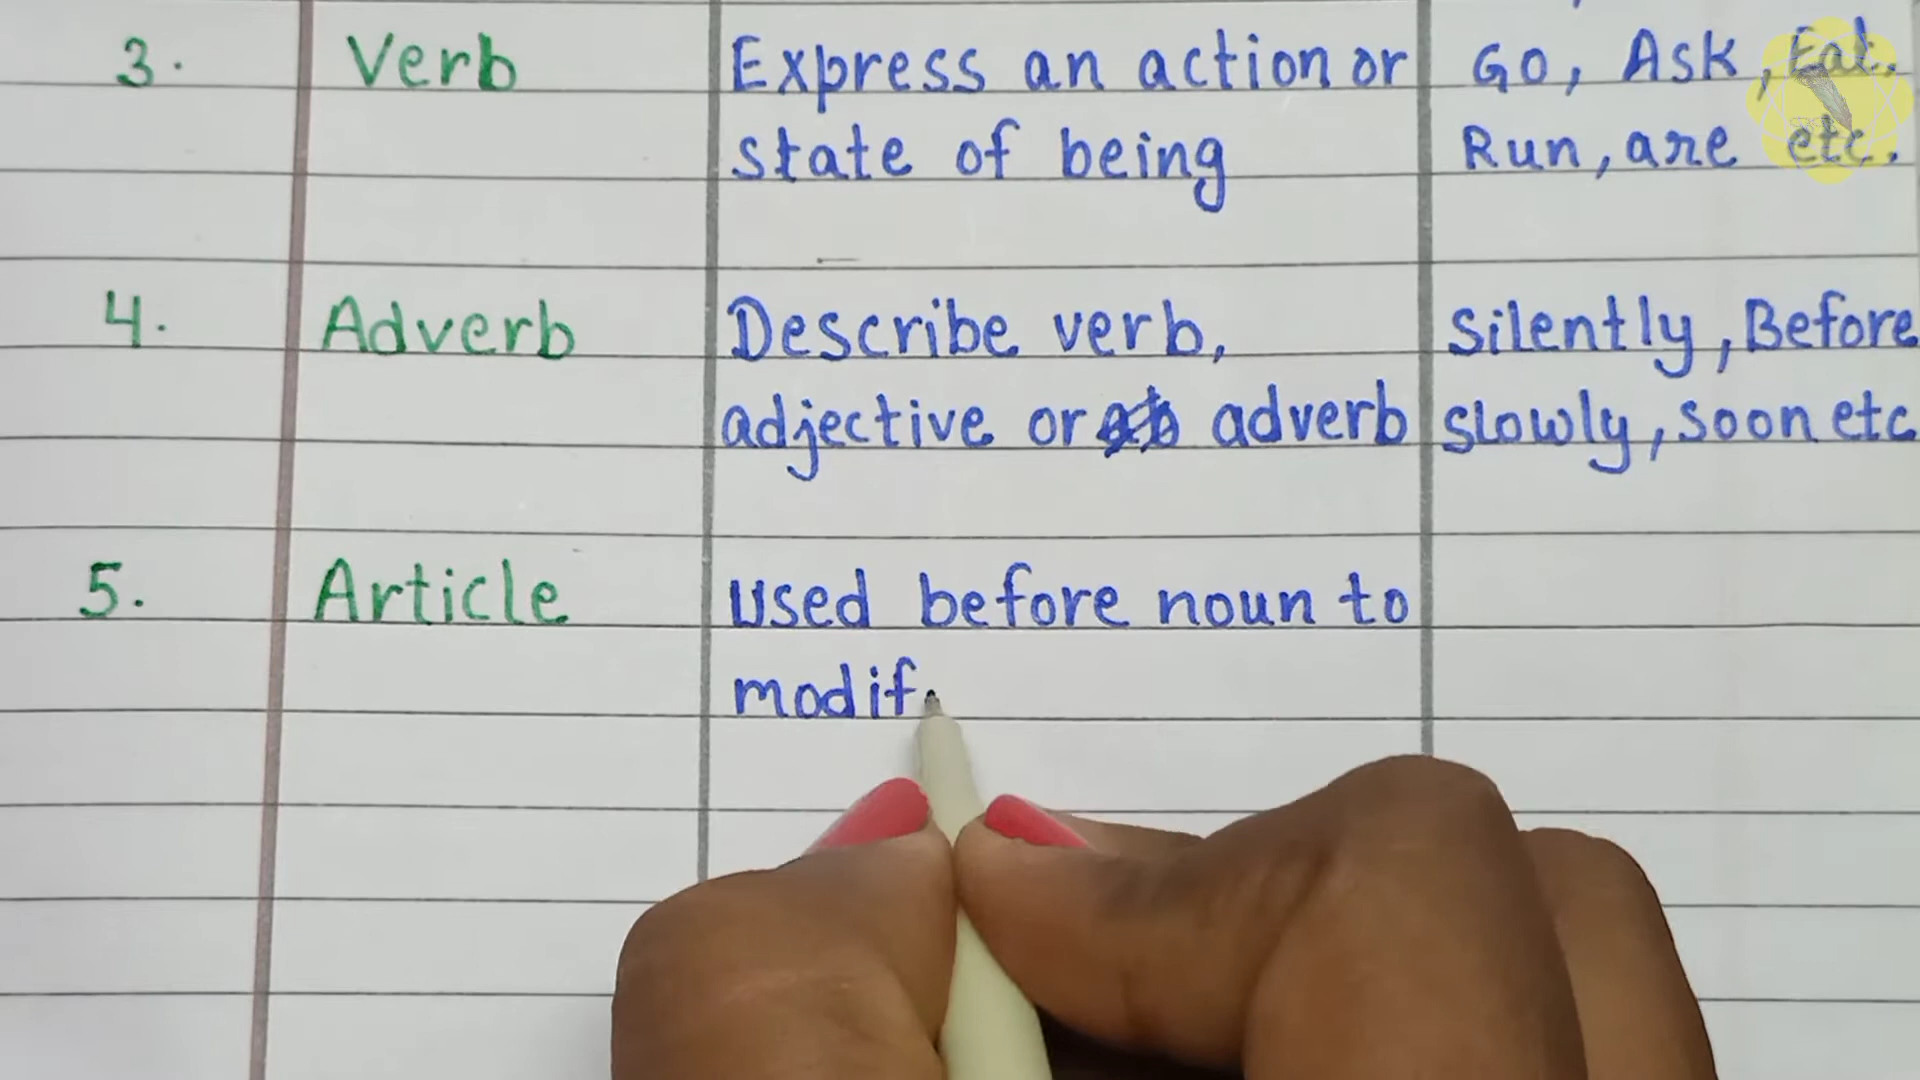 3. Verb Express an action or Go, Ask, Eat,
state of being Run, are etc.
4. Adverb Describe verb, Silently, Before
adjective or adverb slowly, soon etc
5. Article used before noun to
modif